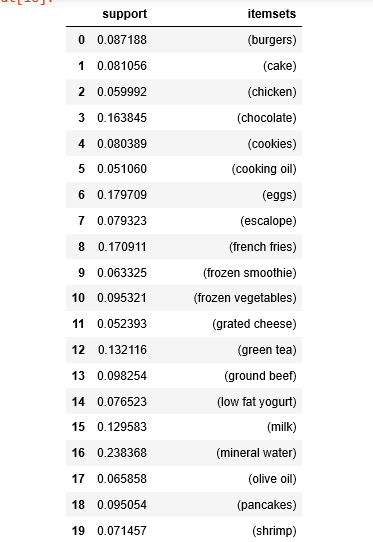 support itemsets
0 0.087188 (burgers)
1 0.081056 (cake)
2 0.059992 (chicken)
3 0.163845 (chocolate)
4 0.080389 (cookies)
5 0.051060 (cooking oil)
6 0.179709 (eggs)
7 0.079323 (escalope)
8 0.170911 (french fries)
9 0.063325 (frozen smoothie)
10 0.095321 (frozen vegetables)
11 0.052393 (grated cheese)
12 0.132116 (green tea)
13 0.098254 (ground beef)
14 0.076523 (low fat yogurt)
15 0.129583 (milk)
16 0.238368 (mineral water)
17 0.065858 (olive oil)
18 0.095054 (pancakes)
19 0.071457 (shrimp)